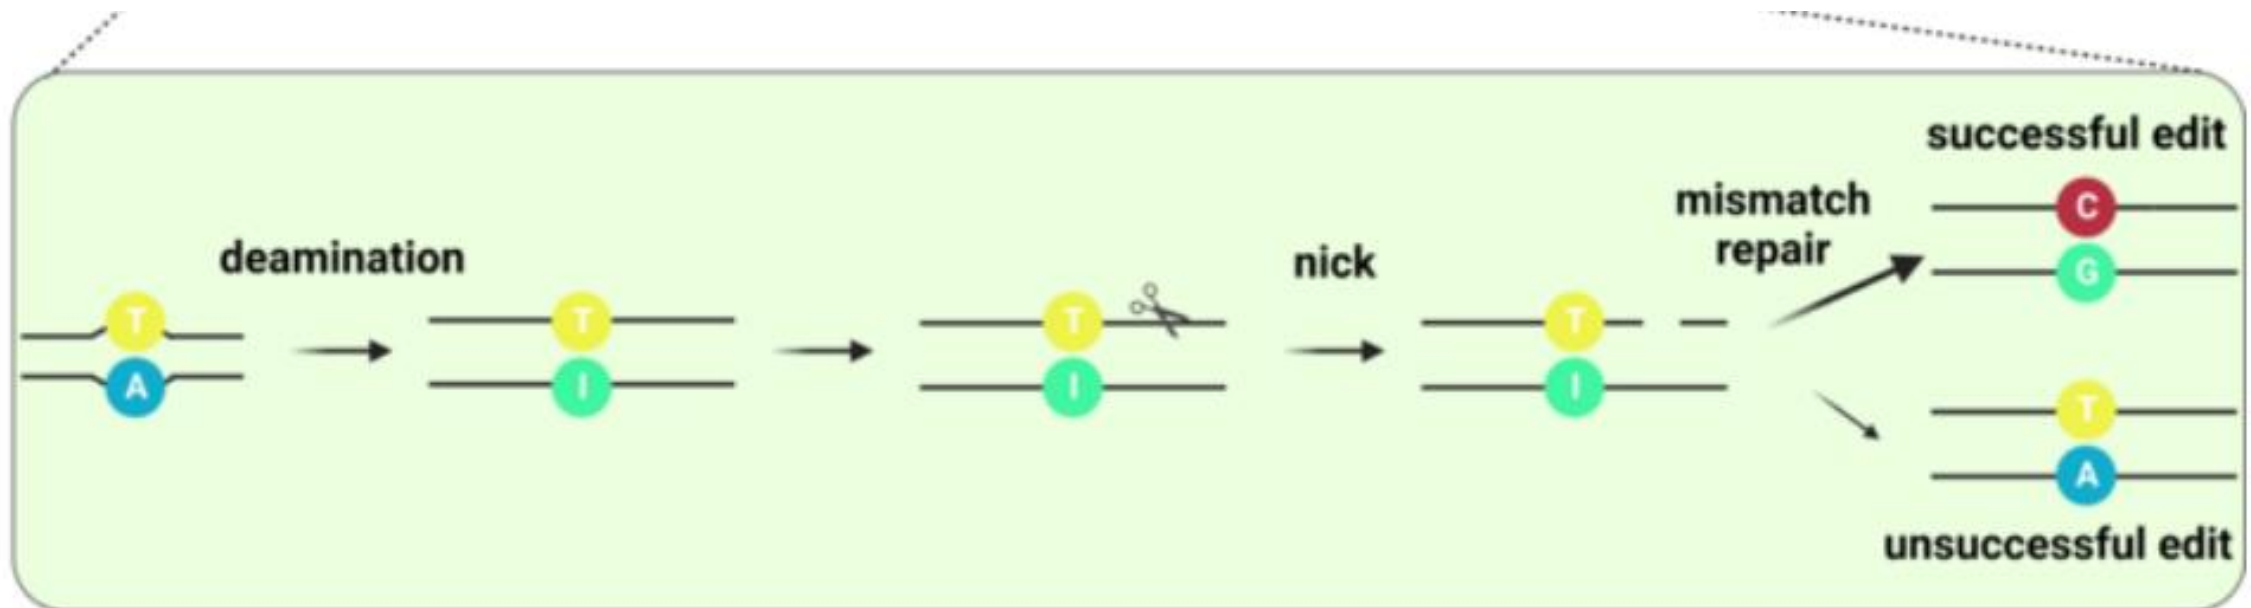 successful edit
C
G
mismatch
repair
deamination
nick
T
A
T
I
T
I
T
I
T
A
unsuccessful edit